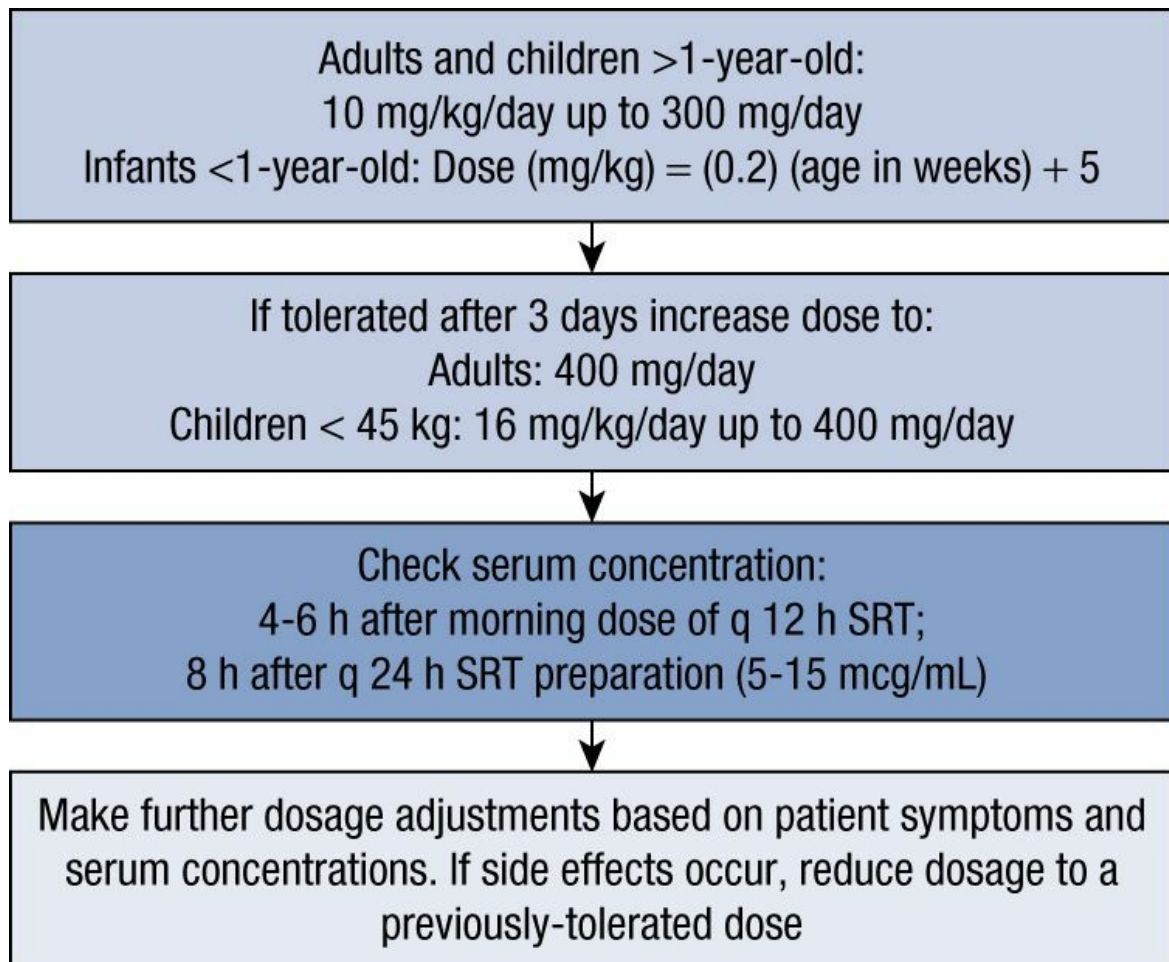 Adults and children >1-year-old:
10 mg/kg/day up to 300 mg/day
Infants <1-year-old: Dose (mg/kg) = (0.2) (age in weeks) + 5
If tolerated after 3 days increase dose to:
Adults: 400 mg/day
Children < 45 kg: 16 mg/kg/day up to 400 mg/day
Check serum concentration:
4-6 h after morning dose of q 12 h SRT;
8 h after q 24 h SRT preparation (5-15 mcg/mL)
Make further dosage adjustments based on patient symptoms and
serum concentrations. If side effects occur, reduce dosage to a
previously-tolerated dose